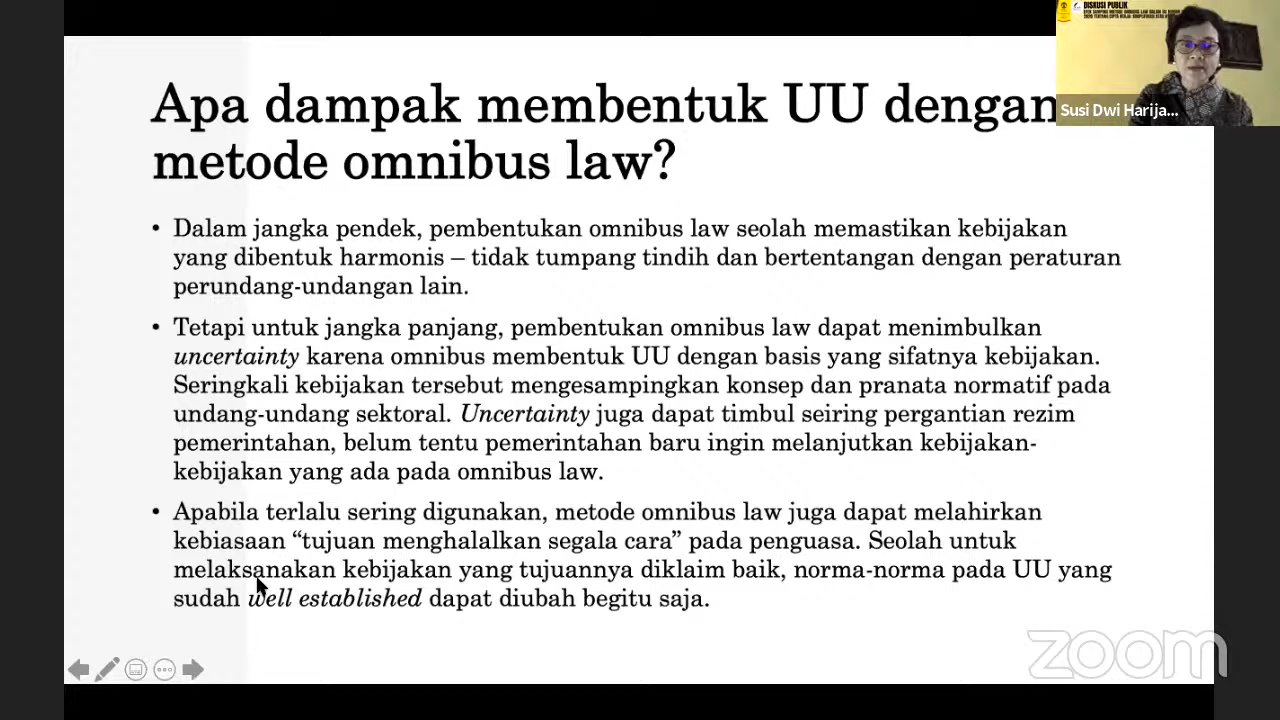 DISKUSI PUBLIK
Susi Dwi Harija...
Apa dampak membentuk UU dengan
metode omnibus law?
• Dalam jangka pendek, pembentukan omnibus law seolah memastikan kebijakan
yang dibentuk harmonis – tidak tumpang tindih dan bertentangan dengan peraturan
perundang-undangan lain.
• Tetapi untuk jangka panjang, pembentukan omnibus law dapat menimbulkan
uncertainty karena omnibus membentuk UU dengan basis yang sifatnya kebijakan.
Seringkali kebijakan tersebut mengesampingkan konsep dan pranata normatif pada
undang-undang sektoral. Uncertainty juga dapat timbul seiring pergantian rezim
pemerintahan, belum tentu pemerintahan baru ingin melanjutkan kebijakan-
kebijakan yang ada pada omnibus law.
• Apabila terlalu sering digunakan, metode omnibus law juga dapat melahirkan
kebiasaan “tujuan menghalalkan segala cara” pada penguasa. Seolah untuk
melaksanakan kebijakan yang tujuannya diklaim baik, norma-norma pada UU yang
sudah well established dapat diubah begitu saja.
zoom